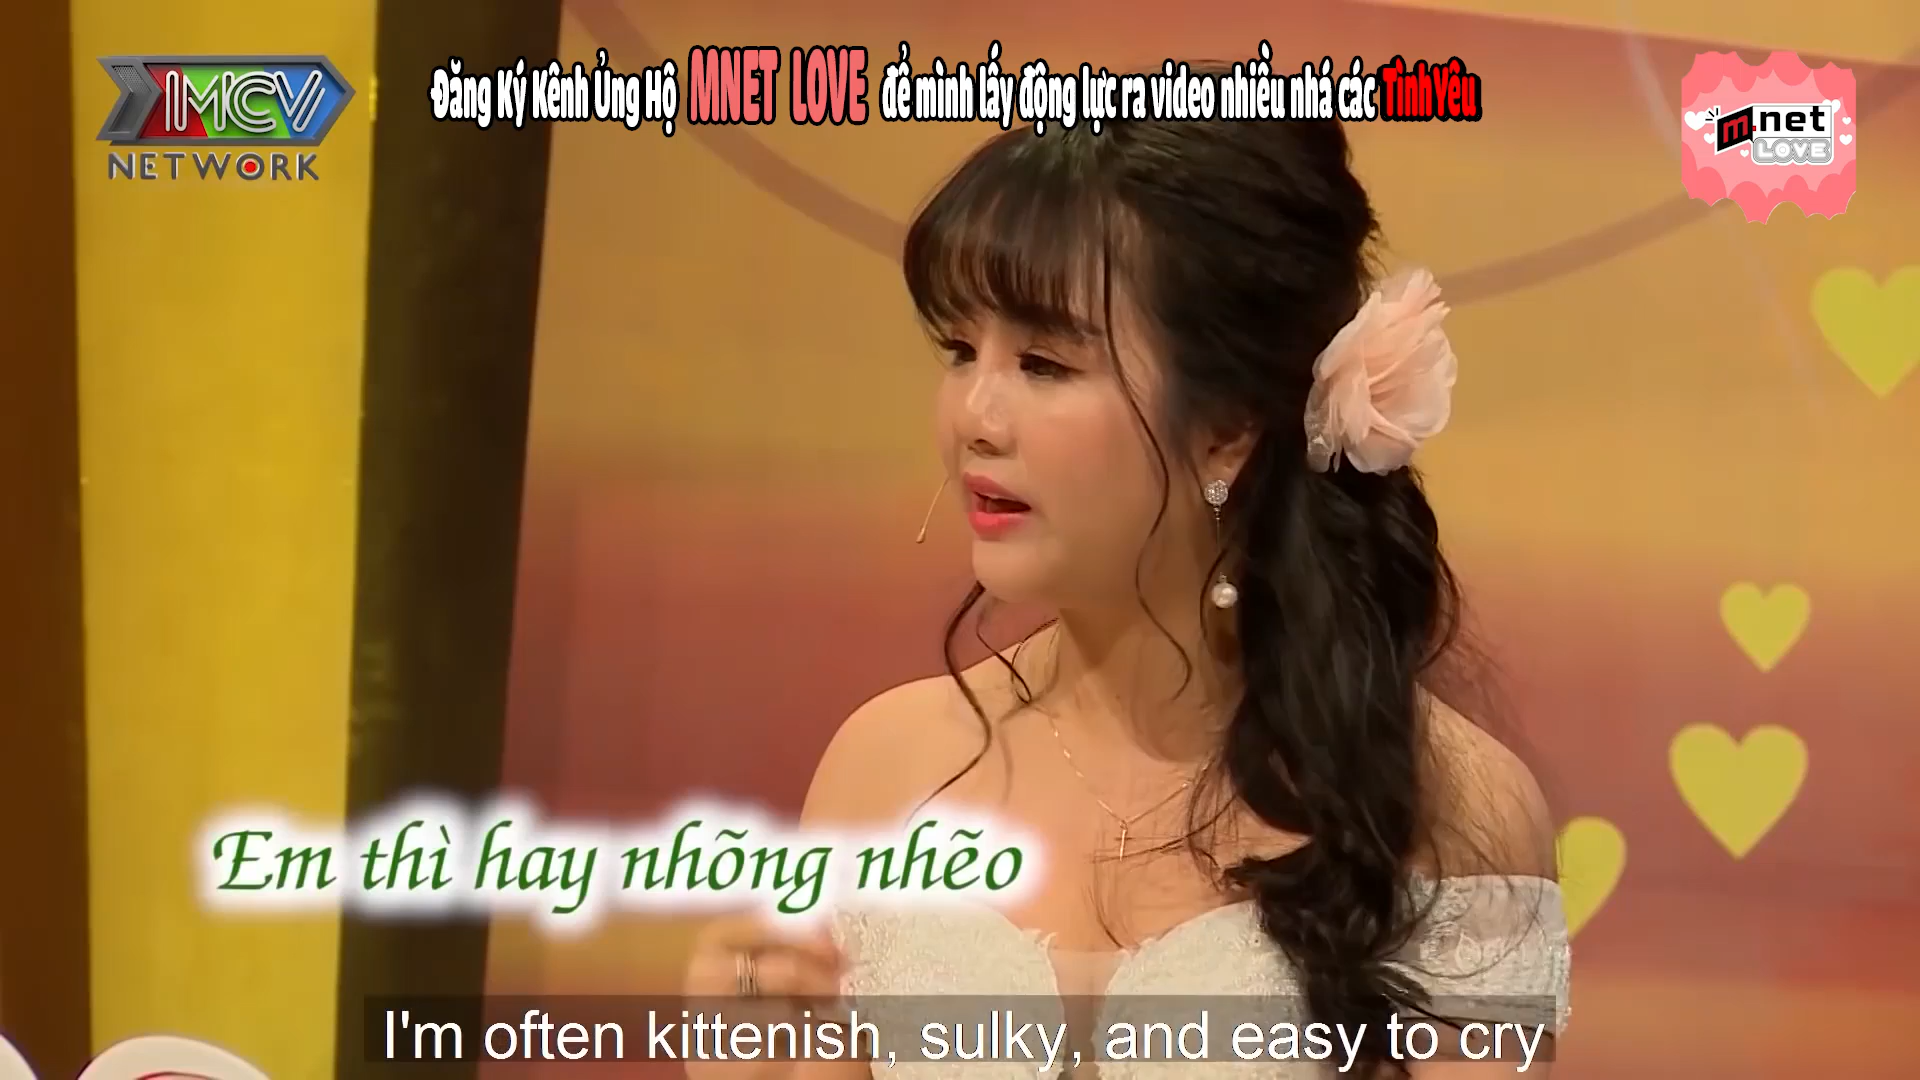 MCV
NETWORK
Đăng Ký Kênh Ủng Hộ MNET LOVE để mình lấy động lực ra video nhiều nhá các Tình Yêu
m.net
LOVE
Em thì hay nhõng nhẽo
I'm often kittenish, sulky, and easy to cry